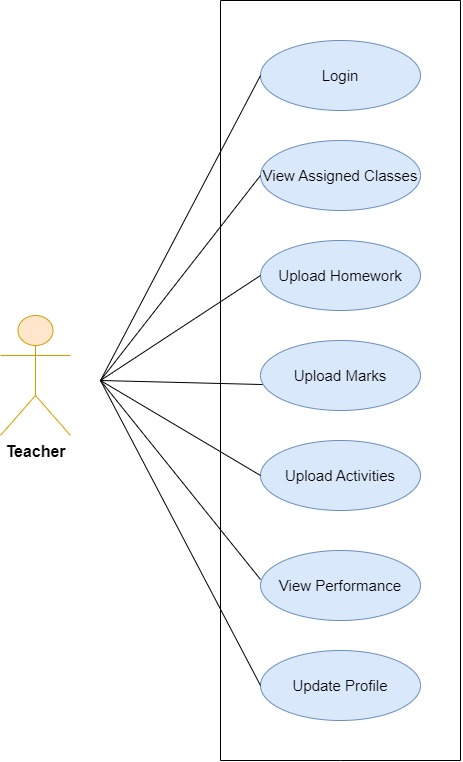 Login
View Assigned Classes
Upload Homework
Upload Marks
Teacher
Upload Activities
View Performance
Update Profile